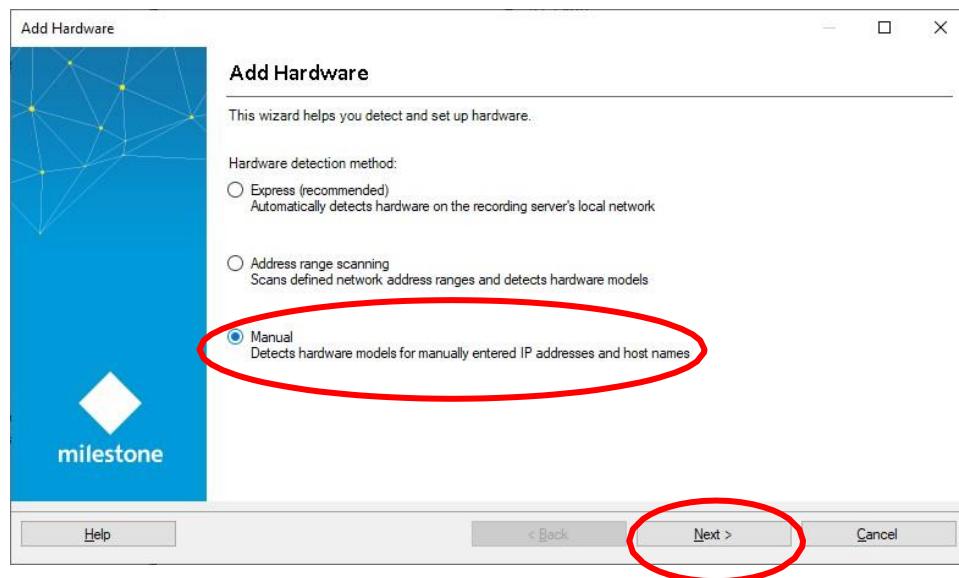 Add Hardware
Add Hardware
This wizard helps you detect and set up hardware.
Hardware detection method:
Express (recommended)
Automatically detects hardware on the recording server's local network
Address range scanning
Scans defined network address ranges and detects hardware models
Manual
Detects hardware models for manually entered IP addresses and host names
milestone
Help
< Back
Next >
Cancel